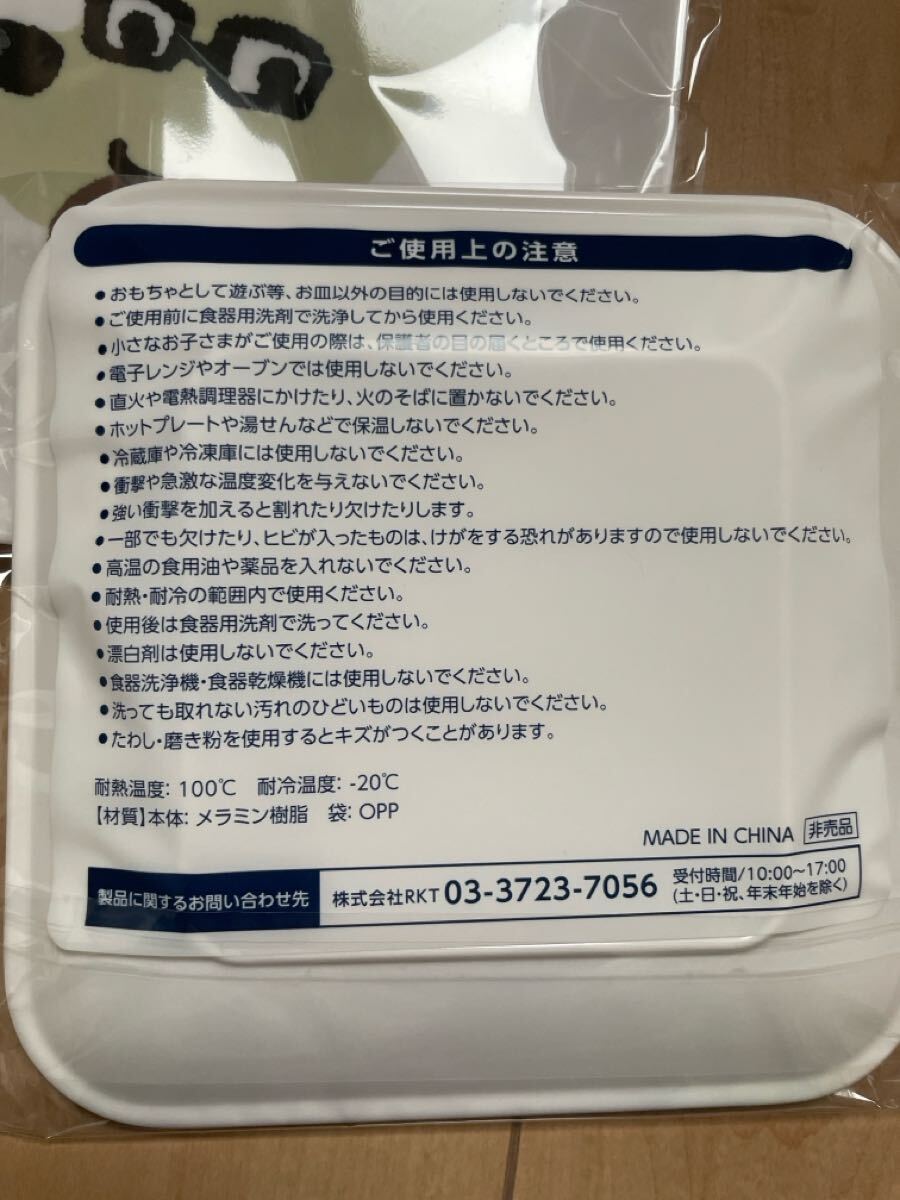 ご使用上の注意
•おもちゃとして遊ぶ等、お皿以外の目的には使用しないでください。
•ご使用前に食器用洗剤で洗浄してから使用ください。
•小さなお子さまがご使用の際は、保護者の目の届くところで使用ください。
•電子レンジやオーブンでは使用しないでください。
•直火や電熱調理器にかけたり、火のそばに置かないでください。
•ホットプレートや湯せんなどで保温しないでください。
•冷蔵庫や冷凍庫には使用しないでください。
•衝撃や急激な温度変化を与えないでください。
•強い衝撃を加えると割れたり欠けたりします。
•一部でも欠けたり、ヒビが入ったものは、けがをする恐れがありますので使用しないでください。
•高温の食用油や薬品を入れないでください。
•耐熱・耐冷の範囲内で使用ください。
•使用後は食器用洗剤で洗ってください。
•漂白剤は使用しないでください。
•食器洗浄機・食器乾燥機には使用しないでください。
•洗っても取れない汚れのひどいものは使用しないでください。
•たわし・磨き粉を使用するとキズがつくことがあります。
耐熱温度: 100℃ 耐冷温度: -20℃
【材質】本体: メラミン樹脂 袋: OPP
MADE IN CHINA 非売品
製品に関するお問い合わせ先 株式会社RKT 03-3723-7056 受付時間/10:00~17:00
(土・日・祝、年末年始を除く)